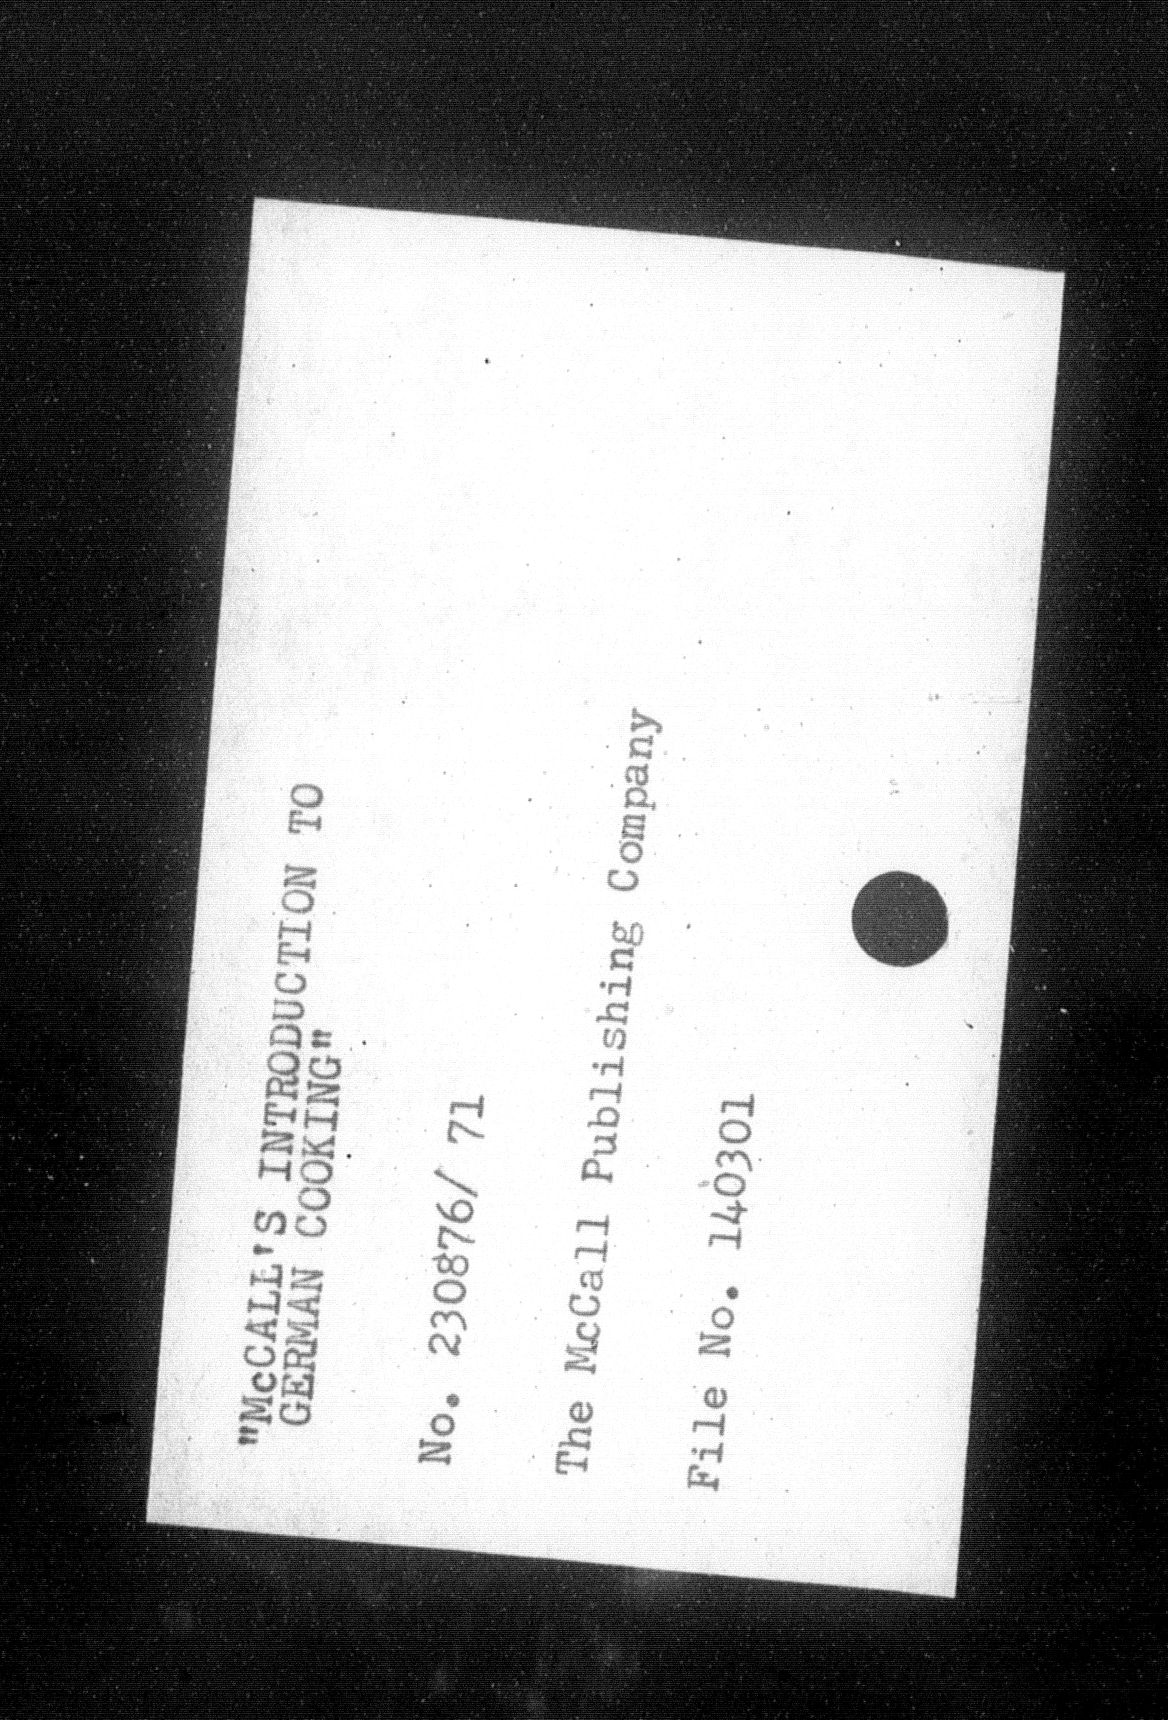 "McCALL'S INTRODUCTION TO
GERMAN COOKING"
No. 230876/ 71
The McCall Publishing Company
File No. 140301